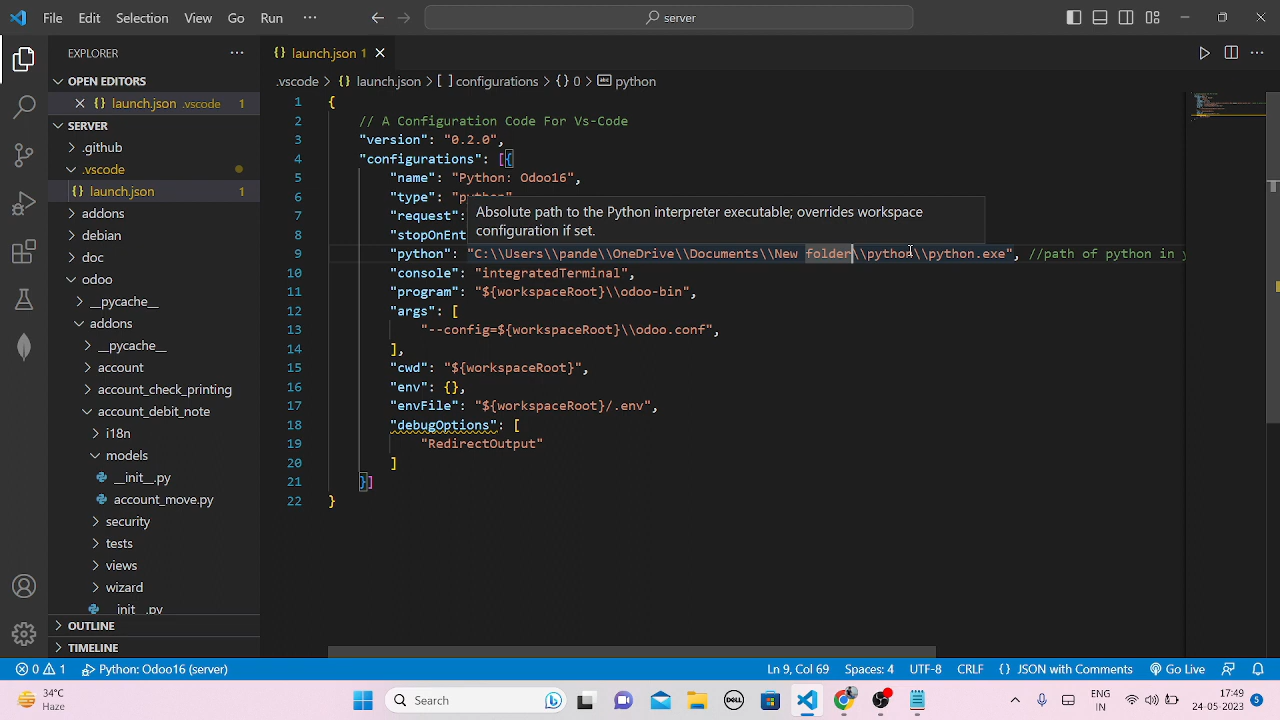 File Edit Selection View Go Run ···
server
EXPLORER ···
OPEN EDITORS
launch.json .vscode 1
SERVER
.github
.vscode
launch.json 1
addons
debian
doc
odoo
__pycache__
addons
__pycache__
account
account_check_printing
account_debit_note
i18n
models
__init__.py
account_move.py
security
tests
views
wizard
__init__.py
OUTLINE
TIMELINE
launch.json 1
.vscode > launch.json > [ ] configurations > {} 0 > python
1 {
2 // A Configuration Code For Vs-Code
3 "version": "0.2.0",
4 "configurations": [{
5 "name": "Python: Odoo16",
6 "type": "python"
7 "request":
8 "stopOnEnt
Absolute path to the Python interpreter executable; overrides workspace
configuration if set.
9 "python": "C:\\Users\\pande\\OneDrive\\Documents\\New folder\\python\\python.exe", //path of python in y
10 "console": "integratedTerminal",
11 "program": "${workspaceRoot}\\odoo-bin",
12 "args": [
13 "--config=${workspaceRoot}\\odoo.conf",
14 ],
15 "cwd": "${workspaceRoot}",
16 "env": {},
17 "envFile": "${workspaceRoot}/.env",
18 "debugOptions": [
19 "RedirectOutput"
20 ]
21 }]
22 }
0 1 Python: Odoo16 (server) Ln 9, Col 69 Spaces: 4 UTF-8 CRLF {} JSON with Comments Go Live
34°C
Haze
Search
DELL
ENG
IN
17:49
24-05-2023
5